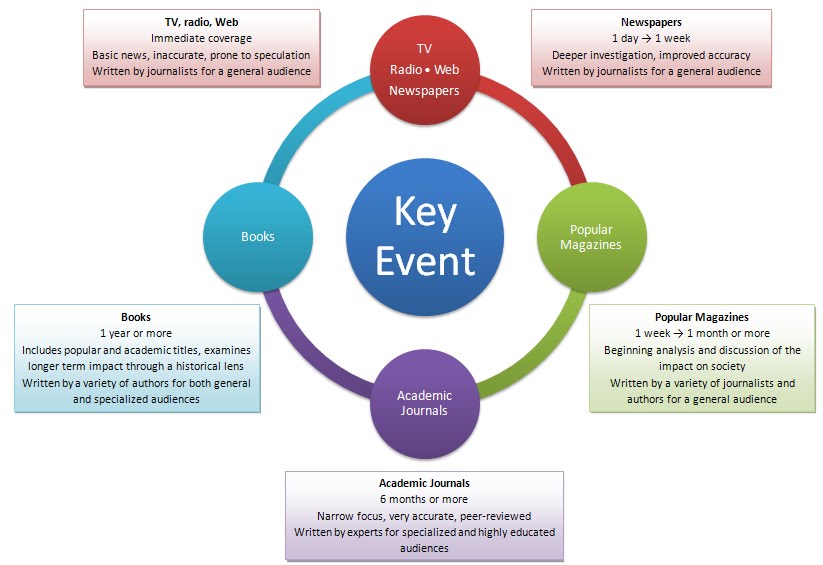 TV, radio, Web
Immediate coverage
Basic news, inaccurate, prone to speculation
Written by journalists for a general audience
TV
Radio • Web
Newspapers
Newspapers
1 day → 1 week
Deeper investigation, improved accuracy
Written by journalists for a general audience
Books
Key
Event
Popular
Magazines
Books
1 year or more
Includes popular and academic titles, examines
longer term impact through a historical lens
Written by a variety of authors for both general
and specialized audiences
Popular Magazines
1 week → 1 month or more
Beginning analysis and discussion of the
impact on society
Written by a variety of journalists and
authors for a general audience
Academic
Journals
Academic Journals
6 months or more
Narrow focus, very accurate, peer-reviewed
Written by experts for specialized and highly educated
audiences